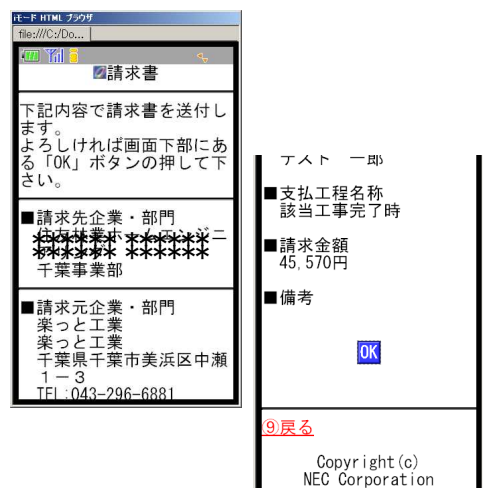 iモード HTML ブラウザ
file:///C:/Do...
請求書
下記内容で請求書を送付し
ます。
よろしければ画面下部にあ
る「OK」ボタンの押して下
さい。
■請求先企業・部門
千葉事業部
■請求元企業・部門
楽っと工業
楽っと工業
千葉県千葉市美浜区中瀬
１－３
TEL:043-296-6881
テスト 一郎
■支払工程名称
該当工事完了時
■請求金額
45,570円
■備考
OK
⑨戻る
Copyright(c)
NEC Corporation